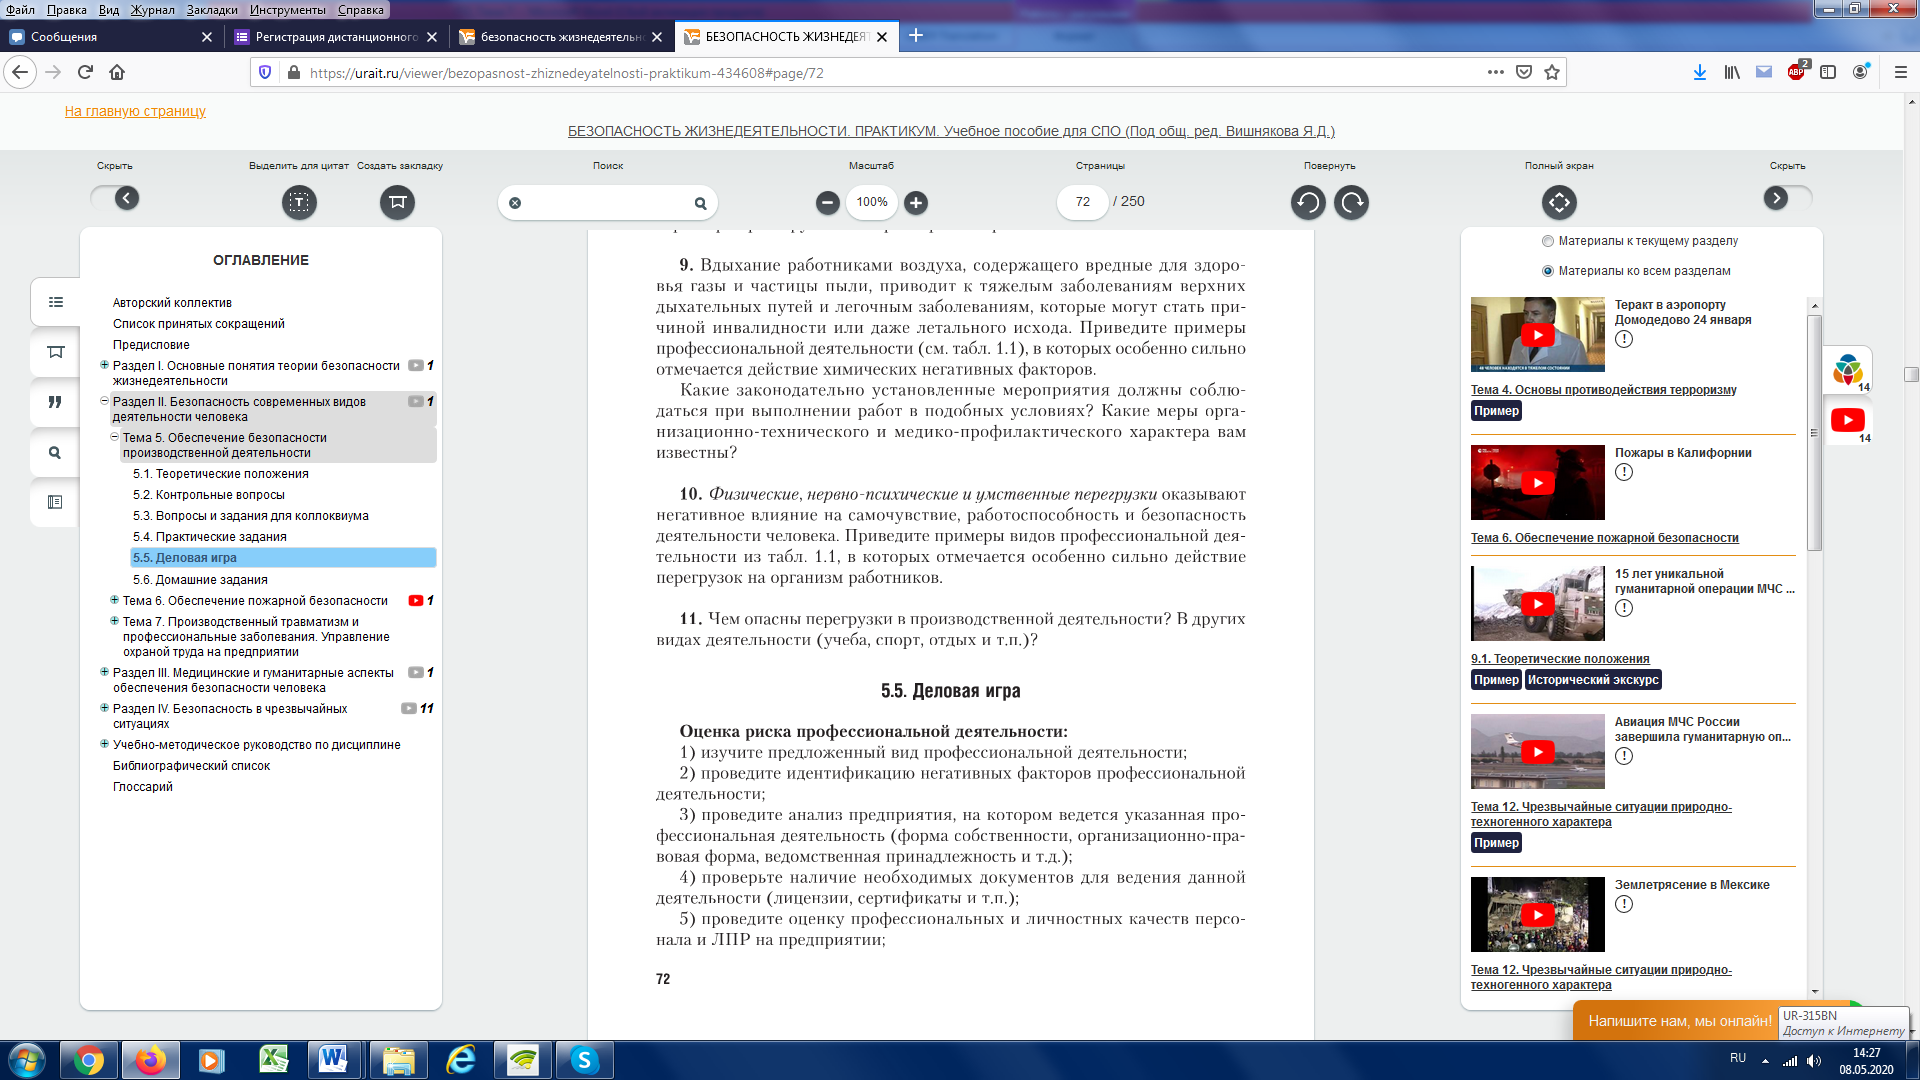 Файл Правка Вид Журнал Закладки Инструменты Справка
Сообщения
Регистрация дистанционного
безопасность жизнедеятельн
БЕЗОПАСНОСТЬ ЖИЗНЕДЕЯТ
https://urait.ru/viewer/bezopasnost-zhiznedeyatelnosti-praktikum-434608#page/72
ABP
2
На главную страницу
БЕЗОПАСНОСТЬ ЖИЗНЕДЕЯТЕЛЬНОСТИ. ПРАКТИКУМ. Учебное пособие для СПО (Под общ. ред. Вишнякова Я.Д.)
Скрыть
Выделить для цитат
Создать закладку
Поиск
Масштаб
Страницы
Повернуть
Полный экран
Скрыть
100%
72 / 250
ОГЛАВЛЕНИЕ
Авторский коллектив
Список принятых сокращений
Предисловие
Раздел I. Основные понятия теории безопасности 1
жизнедеятельности
Раздел II. Безопасность современных видов 1
деятельности человека
Тема 5. Обеспечение безопасности
производственной деятельности
5.1. Теоретические положения
5.2. Контрольные вопросы
5.3. Вопросы и задания для коллоквиума
5.4. Практические задания
5.5. Деловая игра
5.6. Домашние задания
Тема 6. Обеспечение пожарной безопасности 1
Тема 7. Производственный травматизм и
профессиональные заболевания. Управление
охраной труда на предприятии
Раздел III. Медицинские и гуманитарные аспекты 1
обеспечения безопасности человека
Раздел IV. Безопасность в чрезвычайных 11
ситуациях
Учебно-методическое руководство по дисциплине
Библиографический список
Глоссарий
9. Вдыхание работниками воздуха, содержащего вредные для здоро-
вья газы и частицы пыли, приводит к тяжелым заболеваниям верхних
дыхательных путей и легочным заболеваниям, которые могут стать при-
чиной инвалидности или даже летального исхода. Приведите примеры
профессиональной деятельности (см. табл. 1.1), в которых особенно сильно
отмечается действие химических негативных факторов.
Какие законодательно установленные мероприятия должны соблю-
даться при выполнении работ в подобных условиях? Какие меры орга-
низационно-технического и медико-профилактического характера вам
известны?
10. Физические, нервно-психические и умственные перегрузки оказывают
негативное влияние на самочувствие, работоспособность и безопасность
деятельности человека. Приведите примеры видов профессиональной дея-
тельности из табл. 1.1, в которых отмечается особенно сильно действие
перегрузок на организм работников.
11. Чем опасны перегрузки в производственной деятельности? В других
видах деятельности (учеба, спорт, отдых и т.п.)?
5.5. Деловая игра
Оценка риска профессиональной деятельности:
1) изучите предложенный вид профессиональной деятельности;
2) проведите идентификацию негативных факторов профессиональной
деятельности;
3) проведите анализ предприятия, на котором ведется указанная про-
фессиональная деятельность (форма собственности, организационно-пра-
вовая форма, ведомственная принадлежность и т.д.);
4) проверьте наличие необходимых документов для ведения данной
деятельности (лицензии, сертификаты и т.п.);
5) проведите оценку профессиональных и личностных качеств персо-
нала и ЛПР на предприятии;
72
Материалы к текущему разделу
Материалы ко всем разделам
Теракт в аэропорту
Домодедово 24 января
Тема 4. Основы противодействия терроризму
Пример
Пожары в Калифорнии
Тема 6. Обеспечение пожарной безопасности
15 лет уникальной
гуманитарной операции МЧС ...
9.1. Теоретические положения
Пример Исторический экскурс
Авиация МЧС России
завершила гуманитарную оп...
Тема 12. Чрезвычайные ситуации природно-
техногенного характера
Пример
Землетрясение в Мексике
Тема 12. Чрезвычайные ситуации природно-
техногенного характера
14
14
Напишите нам, мы онлайн!
UR-315BN
Доступ к Интернету
RU
14:27
08.05.2020